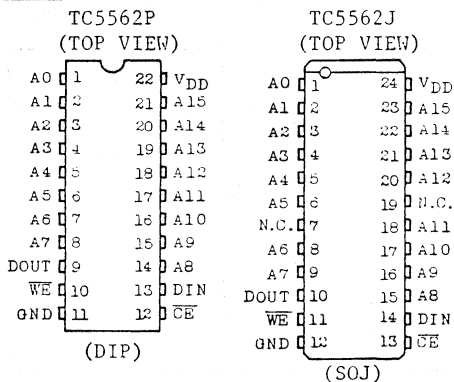 TC5562P
(TOP VIEW)
A0 1 22 VDD
A1 2 21 A15
A2 3 20 A14
A3 4 19 A13
A4 5 18 A12
A5 6 17 A11
A6 7 16 A10
A7 8 15 A9
DOUT 9 14 A8
WE 10 13 DIN
GND 11 12 CE
(DIP)
TC5562J
(TOP VIEW)
A0 1 24 VDD
A1 2 23 A15
A2 3 22 A14
A3 4 21 A13
A4 5 20 A12
A5 6 19 N.C.
N.C. 7 18 A11
A6 8 17 A10
A7 9 16 A9
DOUT 10 15 A8
WE 11 14 DIN
GND 12 13 CE
(SOJ)